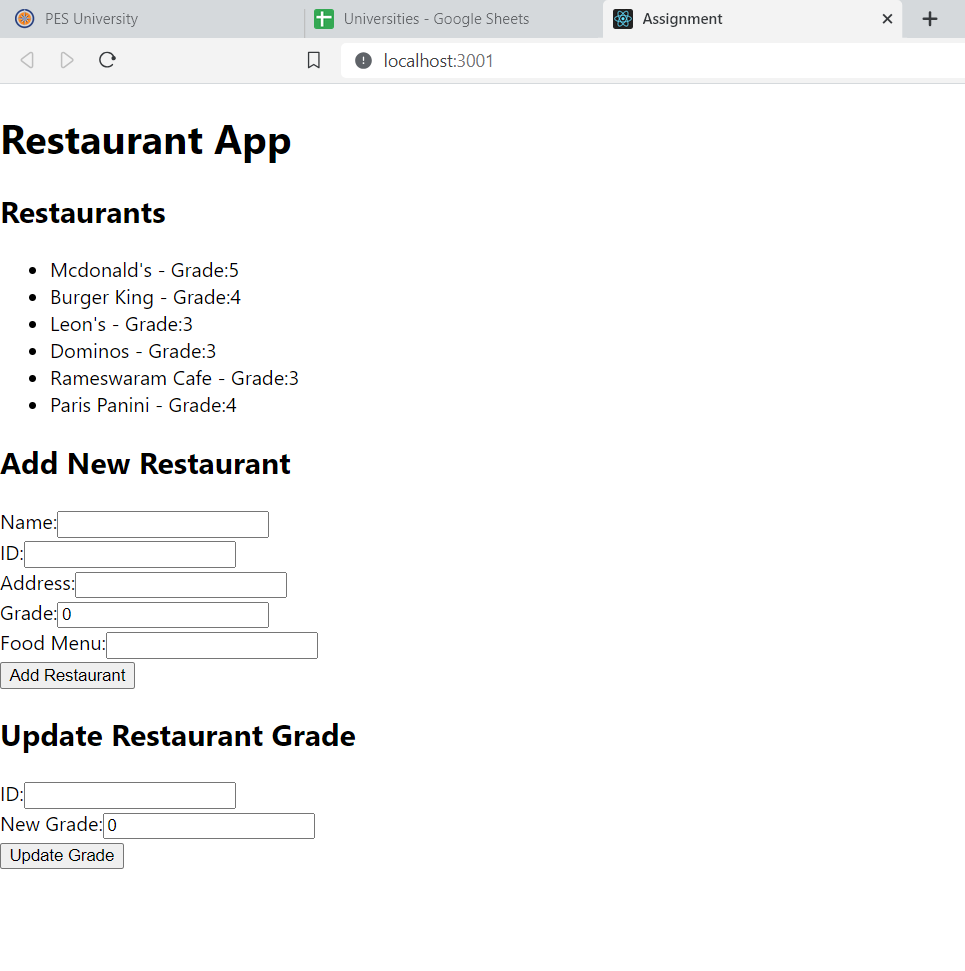 PES University
Universities - Google Sheets
Assignment
localhost:3001
Restaurant App
Restaurants
Mcdonald's - Grade:5
Burger King - Grade:4
Leon's - Grade:3
Dominos - Grade:3
Rameswaram Cafe - Grade:3
Paris Panini - Grade:4
Add New Restaurant
Name:
ID:
Address:
Grade:0
Food Menu:
Add Restaurant
Update Restaurant Grade
ID:
New Grade:0
Update Grade